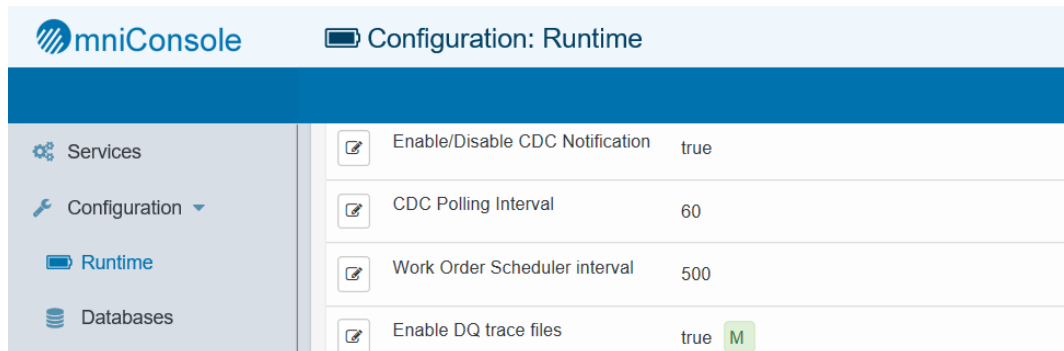 OmniConsole
Configuration: Runtime
Services
Enable/Disable CDC Notification true
Configuration
CDC Polling Interval 60
Runtime
Work Order Scheduler interval 500
Databases
Enable DQ trace files true M